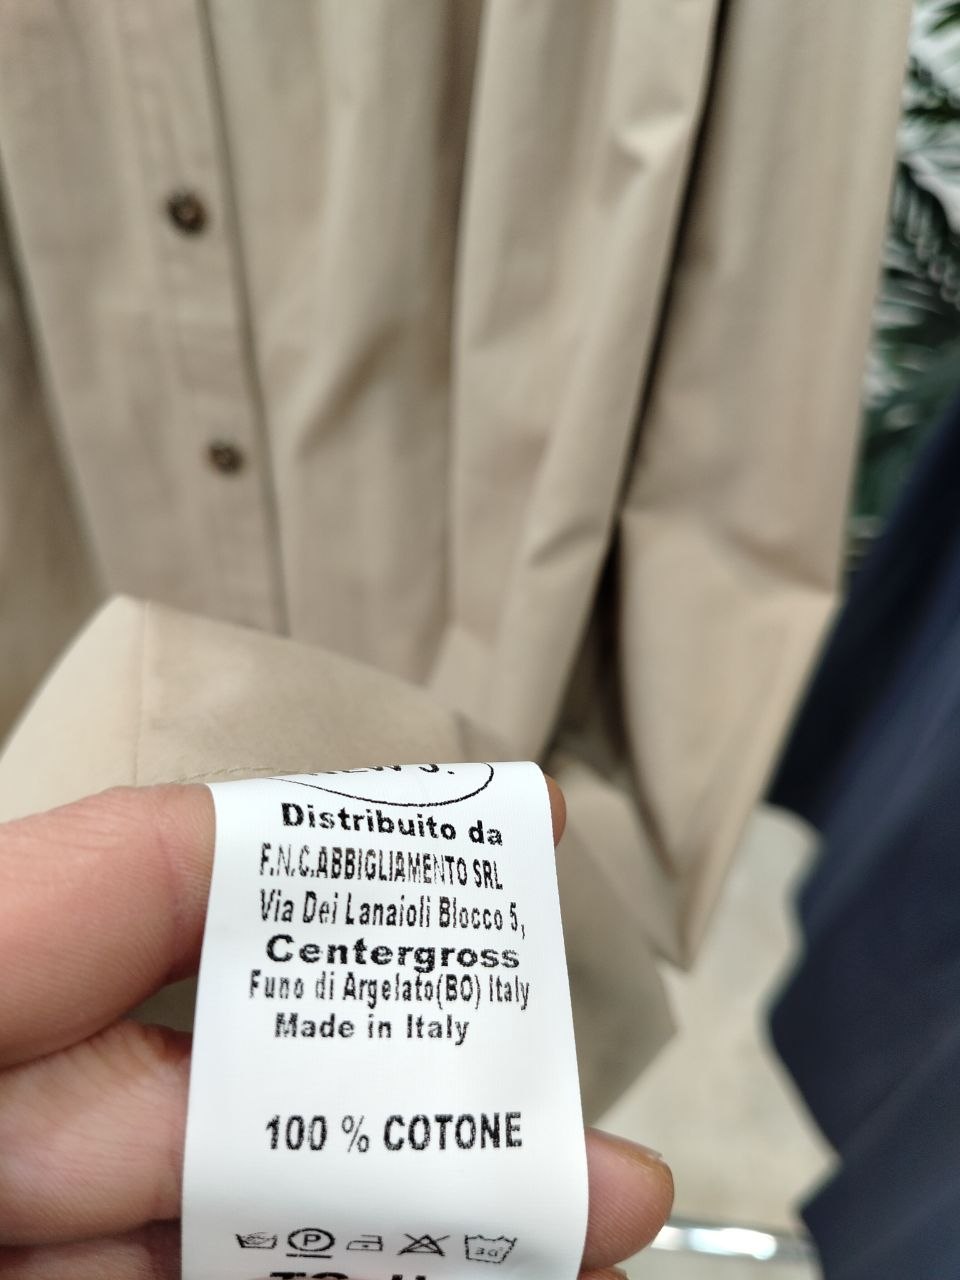 Distribuito da
F.N.C.ABBIGLIAMENTO SRL
Via Dei Lanaioli Blocco 5,
Centergross
Funo di Argelato(BO) Italy
Made in Italy
100 % COTONE
P
30°